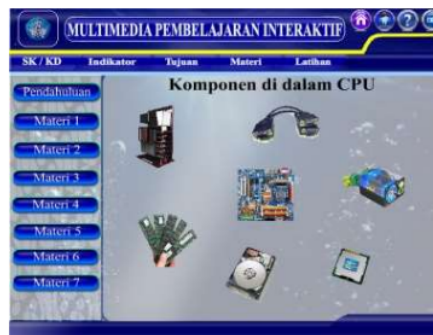 MULTIMEDIA PEMBELAJARAN INTERAKTIF
SK / KD Indikator Tujuan Materi Latihan
Komponen di dalam CPU
Pendahuluan
Materi 1
Materi 2
Materi 3
Materi 4
Materi 5
Materi 6
Materi 7